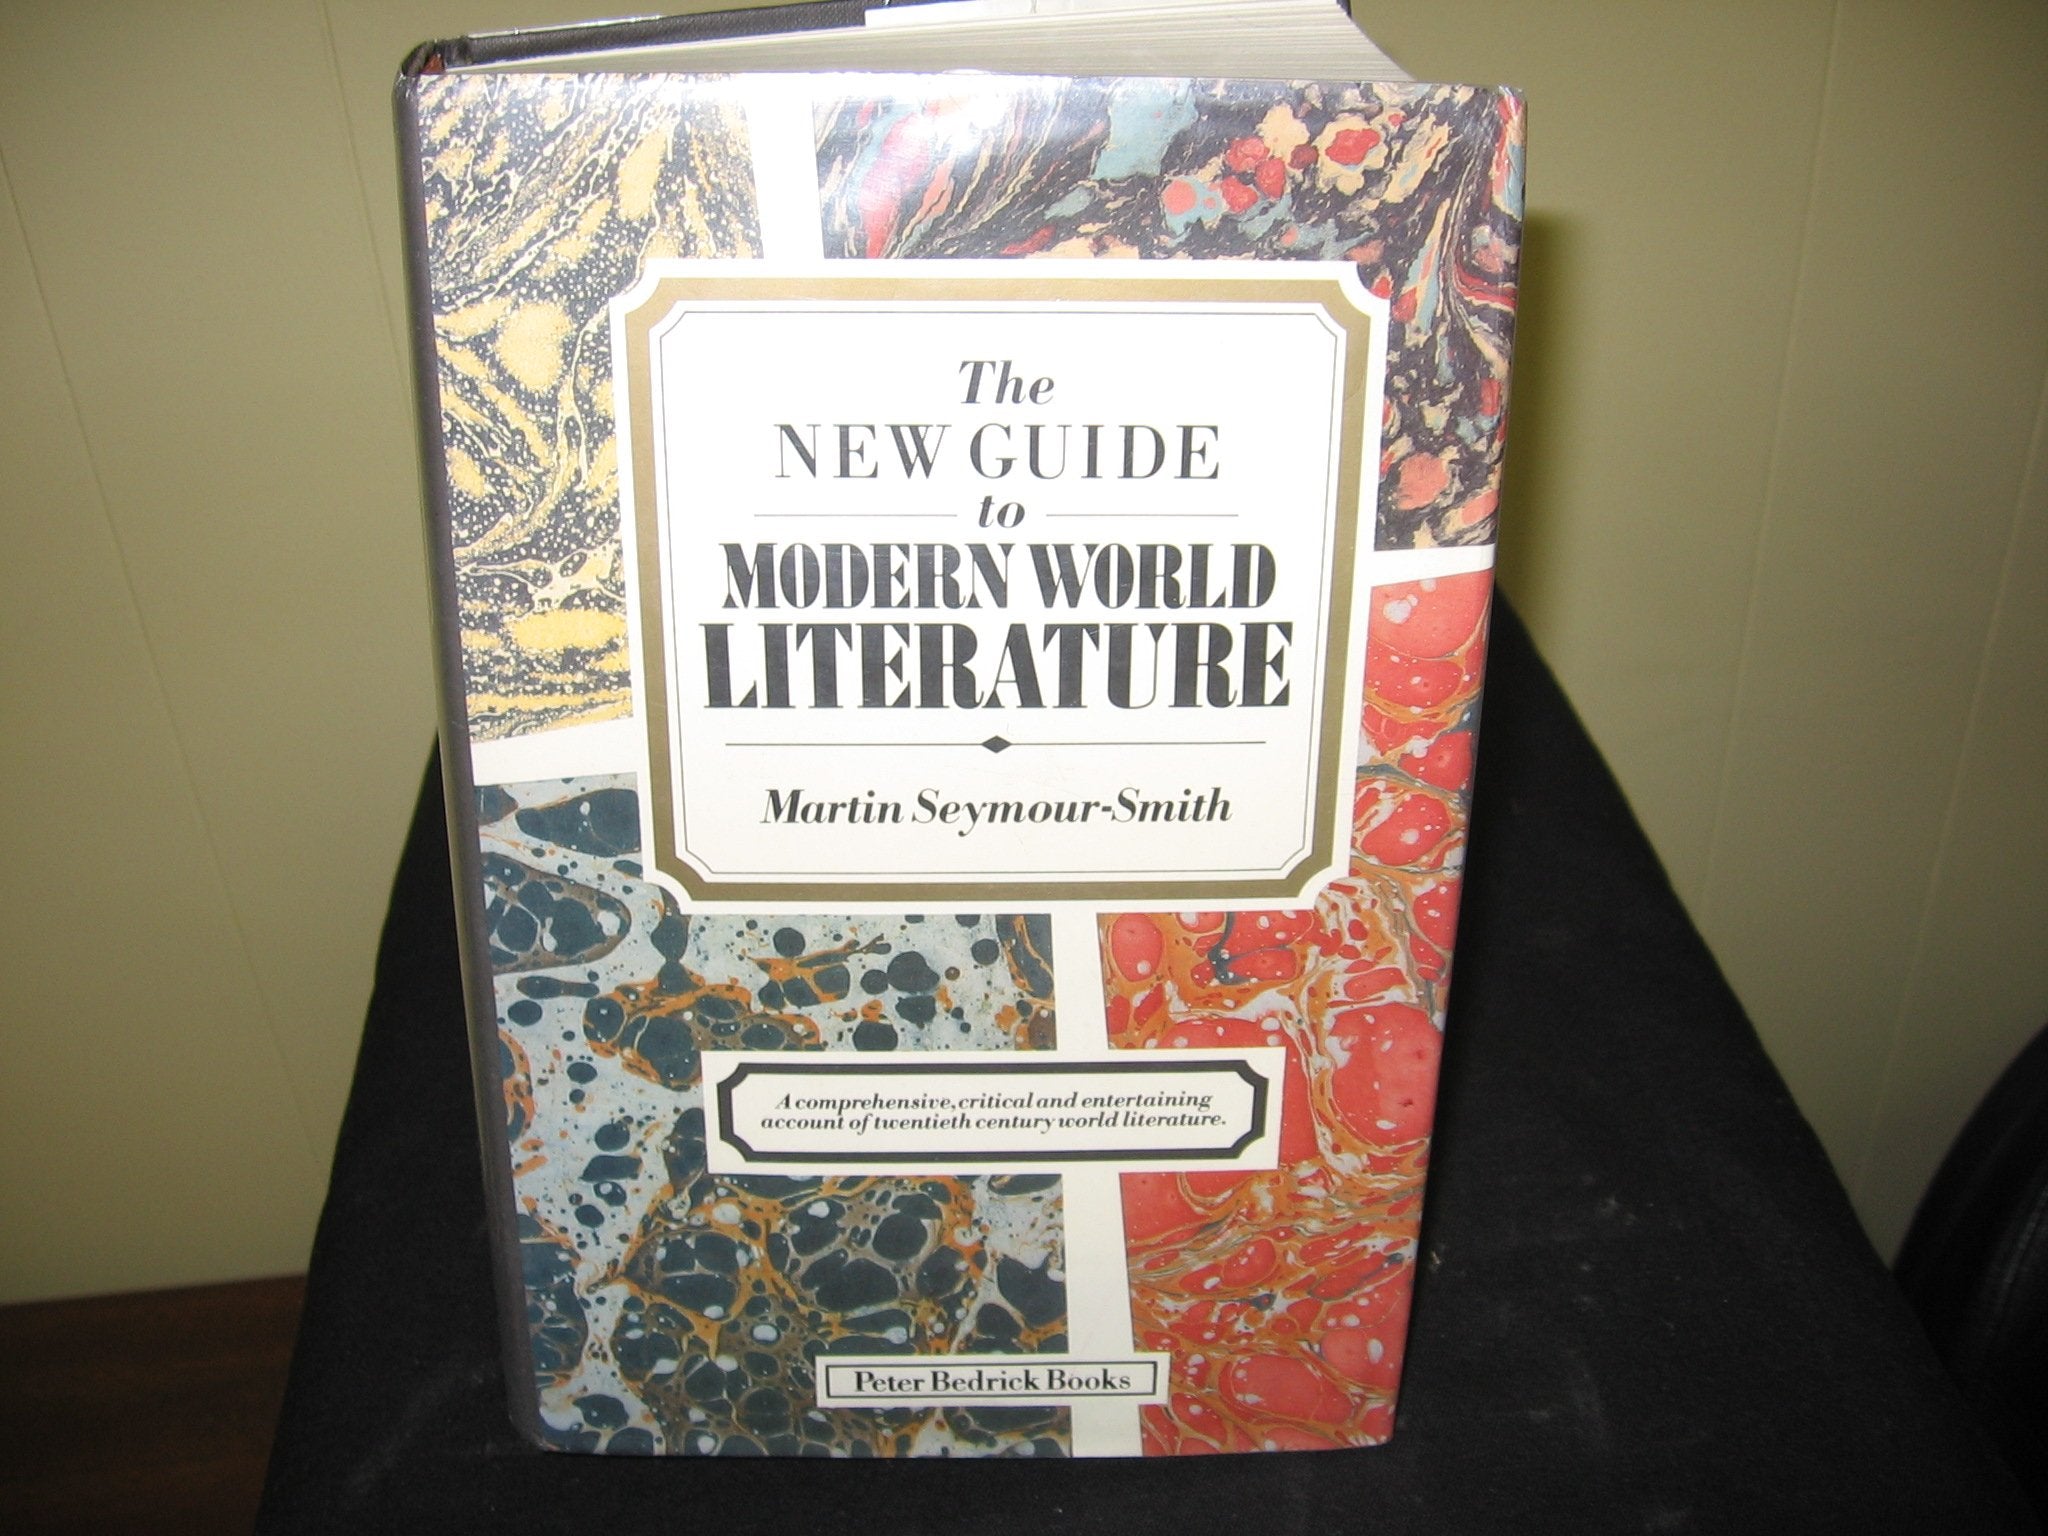 The
NEW GUIDE
to
MODERN WORLD
LITERATURE
Martin Seymour-Smith
A comprehensive, critical and entertaining
account of twentieth century world literature.
Peter Bedrick Books